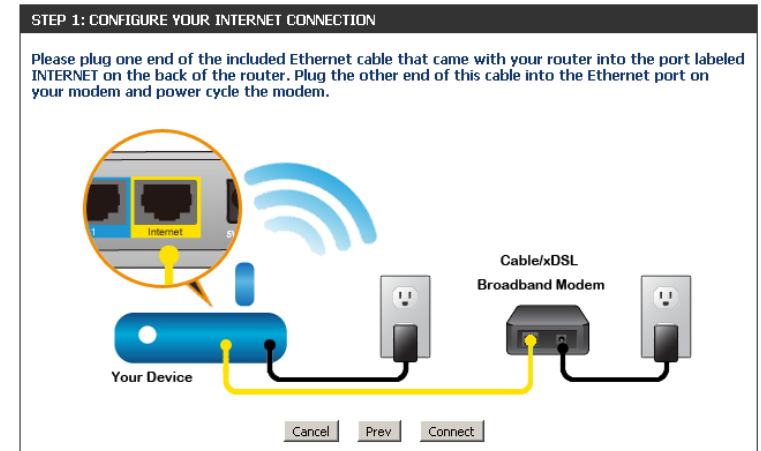 STEP 1: CONFIGURE YOUR INTERNET CONNECTION
Please plug one end of the included Ethernet cable that came with your router into the port labeled
INTERNET on the back of the router. Plug the other end of this cable into the Ethernet port on
your modem and power cycle the modem.
1
Internet
5V
Cable/xDSL
Broadband Modem
Your Device
Cancel
Prev
Connect